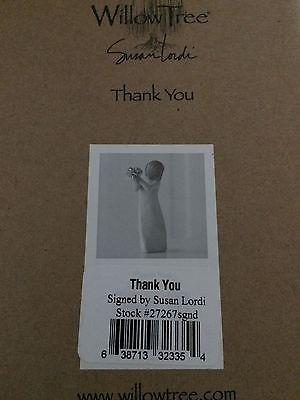 WillowTree®
Susan Lordi
Thank You
Thank You
Signed by Susan Lordi
Stock #27267sgnd
6 38713 32335 4
www.willowtree.com